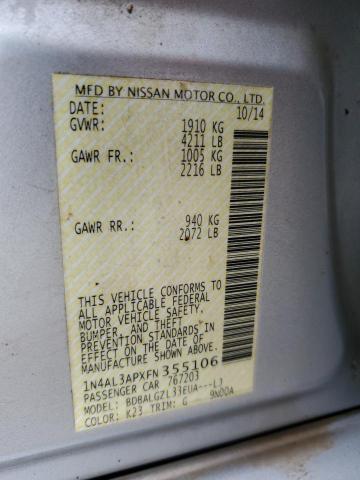 MFD BY NISSAN MOTOR CO., LTD.
DATE: 10/14
GVWR: 1910 KG
4211 LB
GAWR FR.: 1005 KG
2216 LB
GAWR RR.: 940 KG
2072 LB
THIS VEHICLE CONFORMS TO
ALL APPLICABLE FEDERAL
MOTOR VEHICLE SAFETY,
BUMPER, AND THEFT
PREVENTION STANDARDS
IN EFFECT ON THE DATE OF
MANUFACTURE SHOWN ABOVE.
1N4AL3APXFN355106
PASSENGER CAR 767203
MODEL: BDBALGZL33EUA---LJ
COLOR: K23 TRIM: G 9N00A